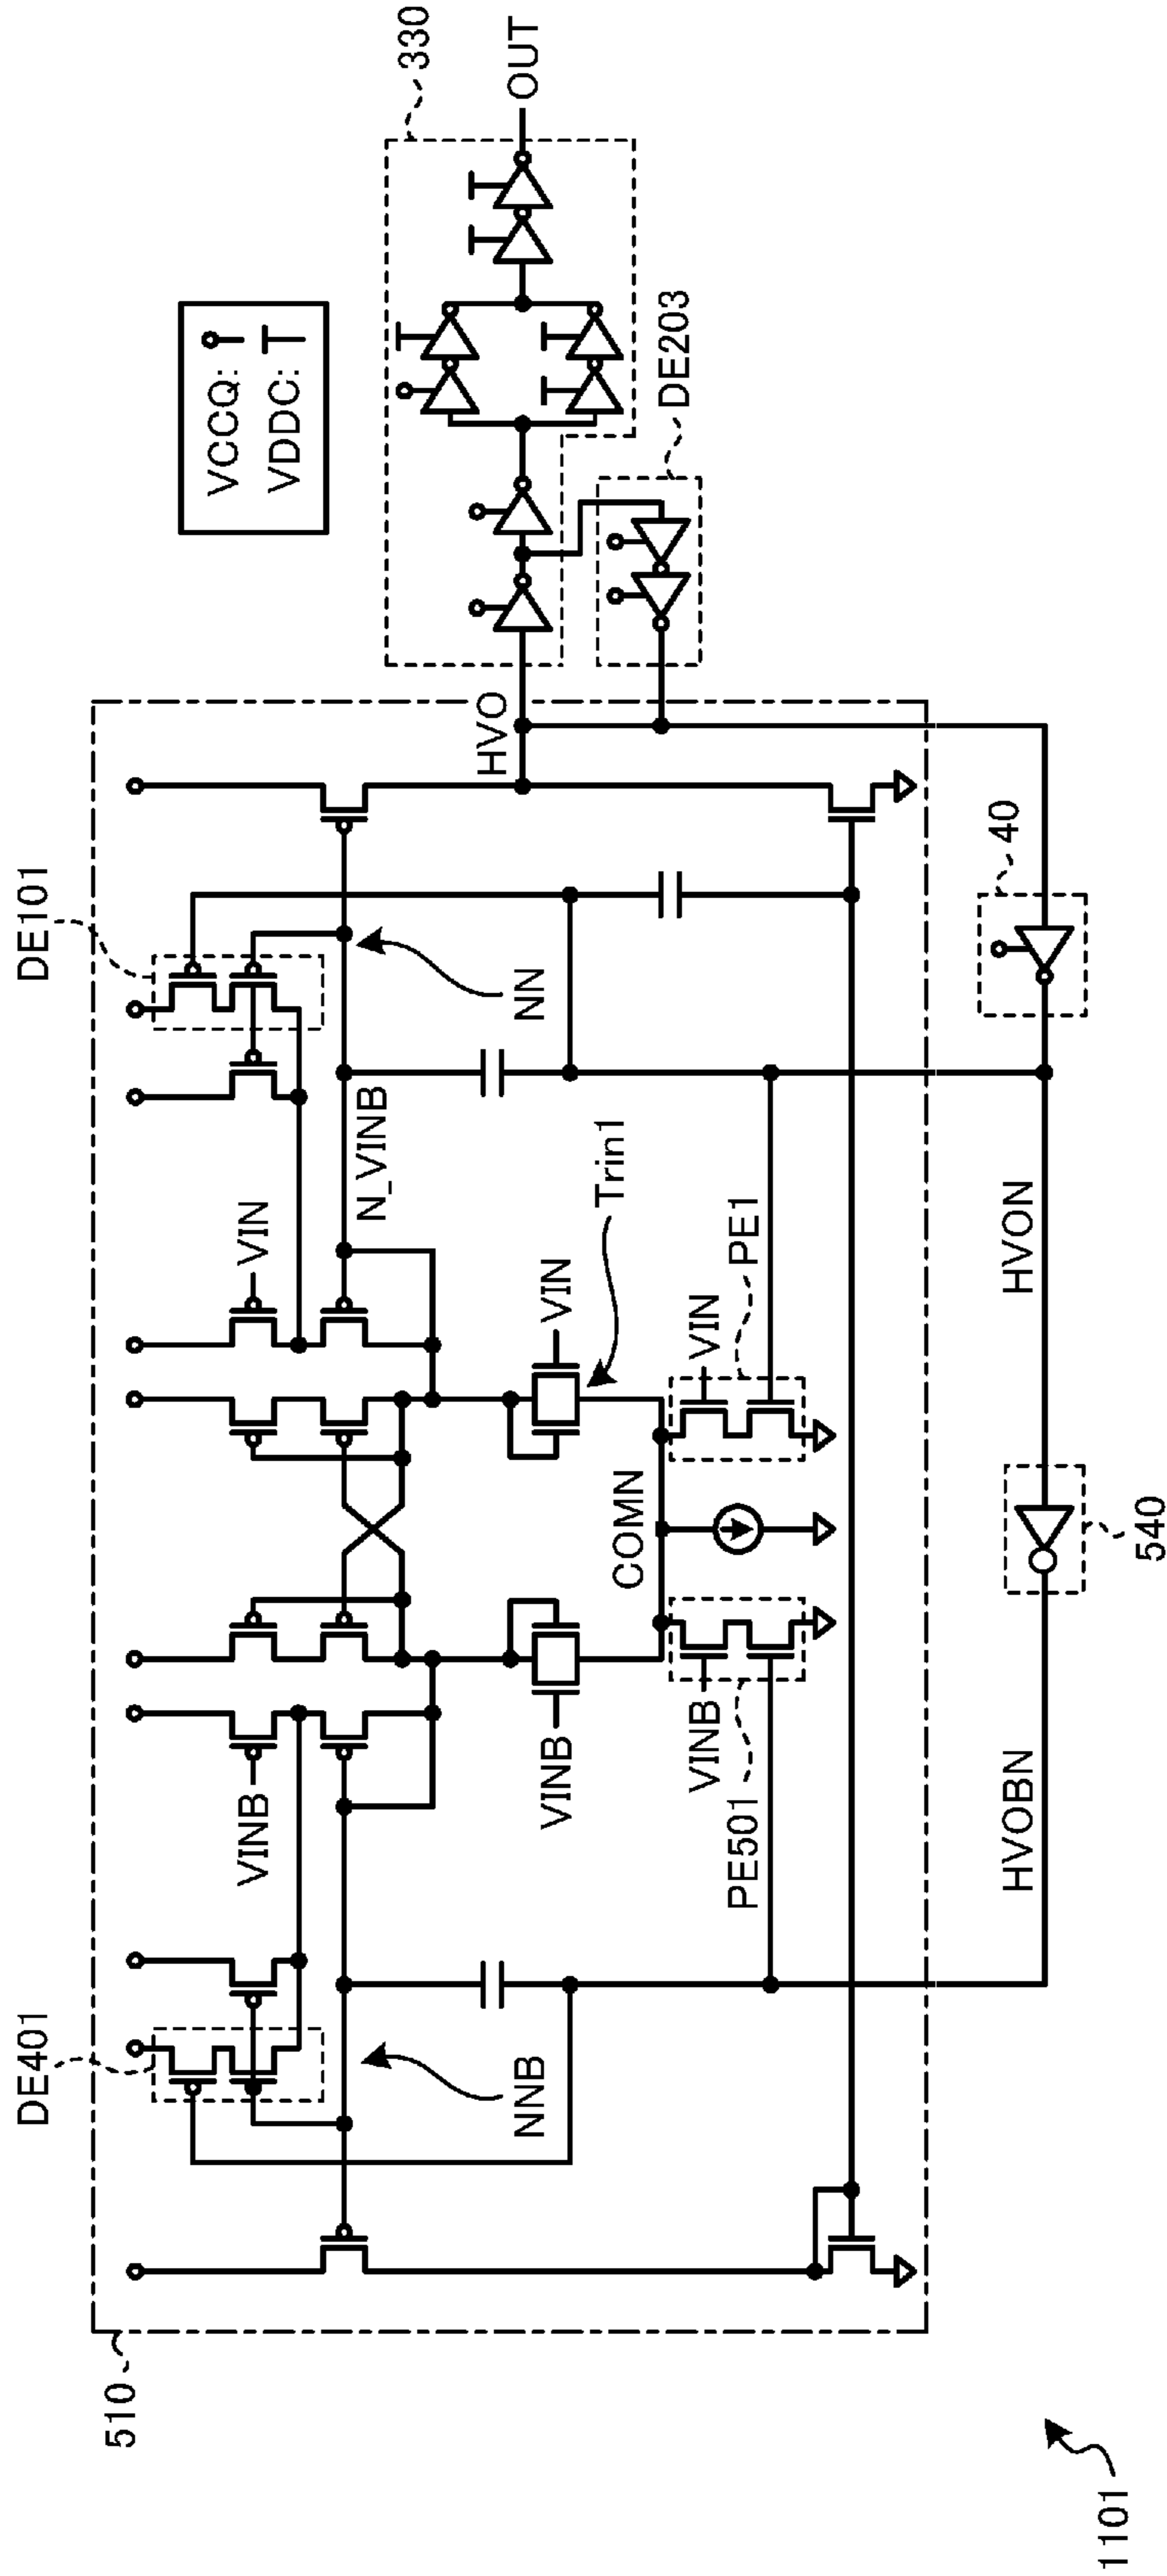 510
DE401
DE101
VCCQ:
VDDC:
330
OUT
VINB
VIN
HVO
N_VINB
NNB
NN
DE203
VINB
VIN
Trin1
COMN
PE501
VINB
VIN
PE1
40
HVOBN
HVON
540
1101